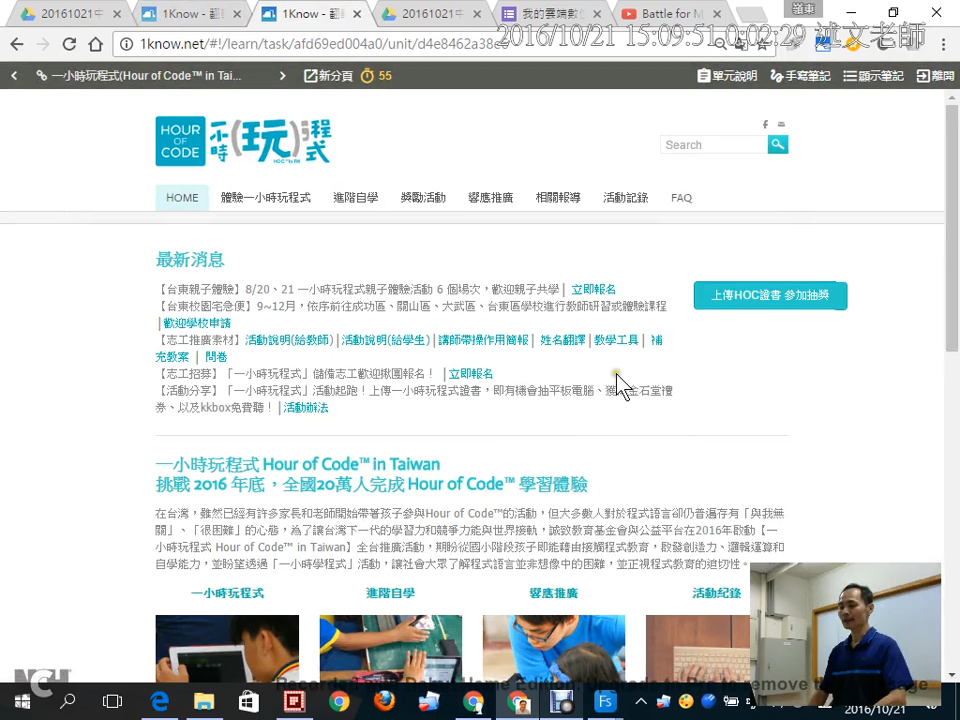 20161021中
1Know - 翻
1Know - 翻
20161021中
我的雲端數位
Battle for M
1know.net/#!/learn/task/afd69ed004a0/unit/d4e8462a38e
2016/10/21 15:09:51 0:02:29 述文老師
一小時玩程式(Hour of Code™ in Tai...
新分頁
55
單元說明
手寫筆記
顯示筆記
離開
HOUR OF CODE
一小時(玩)程式
Search
HOME
體驗一小時玩程式
進階自學
獎勵活動
響應推廣
相關報導
活動記錄
FAQ
最新消息
【台東親子體驗】8/20、21 一小時玩程式親子體驗活動 6 個場次，歡迎親子共學 | 立即報名
【台東校園宅急便】9~12月，依序前往成功區、關山區、大武區、台東區學校進行教師研習或體驗課程
| 歡迎學校申請
【志工推廣素材】活動說明(給教師) | 活動說明(給學生) | 講師帶操作用簡報 | 姓名翻譯 | 教學工具 | 補
充教案 | 問卷
【志工招募】「一小時玩程式」儲備志工歡迎揪團報名！ | 立即報名
【活動分享】「一小時玩程式」活動起跑！上傳一小時玩程式證書，即有機會抽平板電腦、獲 金石堂禮
券、以及kkbox免費聽！ | 活動辦法
上傳HOC證書 參加抽獎
一小時玩程式 Hour of Code™ in Taiwan
挑戰 2016 年底，全國20萬人完成 Hour of Code™ 學習體驗
在台灣，雖然已經有許多家長和老師開始帶著孩子參與Hour of Code™的活動，但大多數人對於程式語言卻仍普遍存有「與我無
關」、「很困難」的心態，為了讓台灣下一代的學習力和競爭力能與世界接軌，誠致教育基金會與公益平台在2016年啟動【一
小時玩程式 Hour of Code™ in Taiwan】全台推廣活動，期盼從國小階段孩子即能藉由接觸程式教育，啟發創造力、邏輯運算和
自學能力，並盼望透過「一小時學程式」活動，讓社會大眾了解程式語言並非想像中的困難，並正視程式教育的迫切性。
一小時玩程式
進階自學
響應推廣
活動紀錄
NCH
2016/10/21